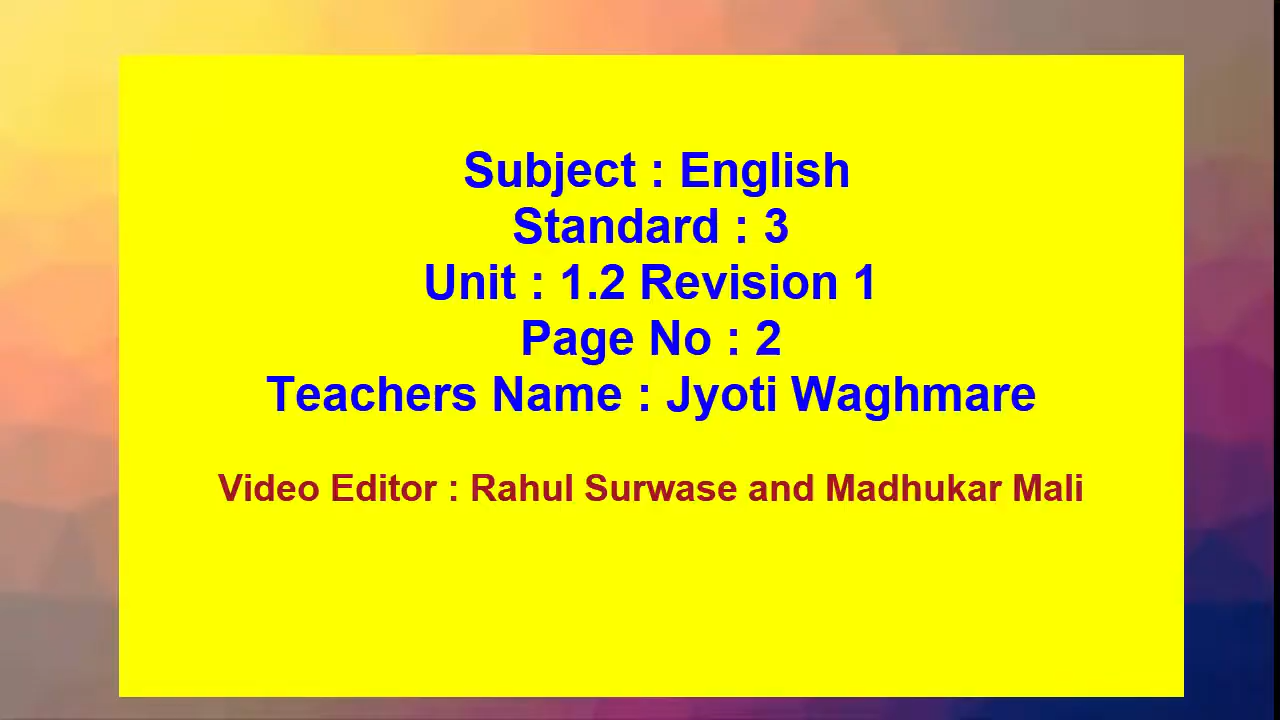 Subject : English
Standard : 3
Unit : 1.2 Revision 1
Page No : 2
Teachers Name : Jyoti Waghmare
Video Editor : Rahul Surwase and Madhukar Mali